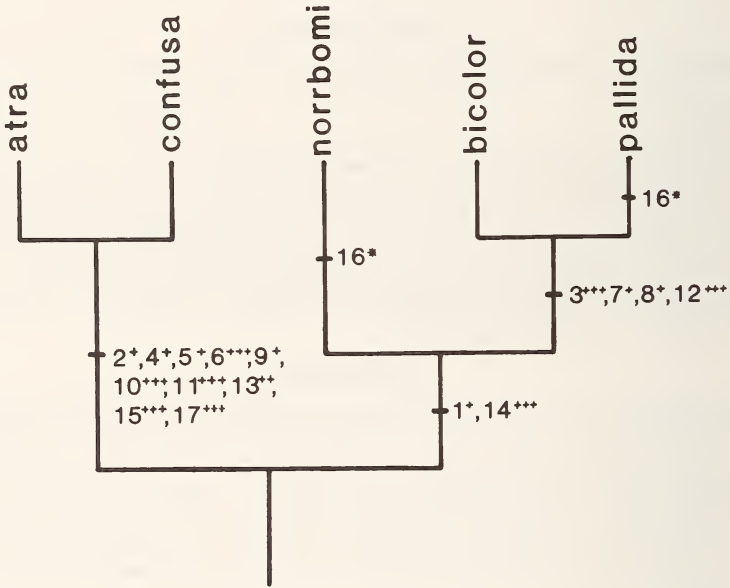 atra
confusa
norrbomi
bicolor
pallida
16*
16*
3+++,7+,8+,12+++
2+,4+,5+,6+++,9+,
10+++,11+++,13++,
15+++,17+++
1+,14+++